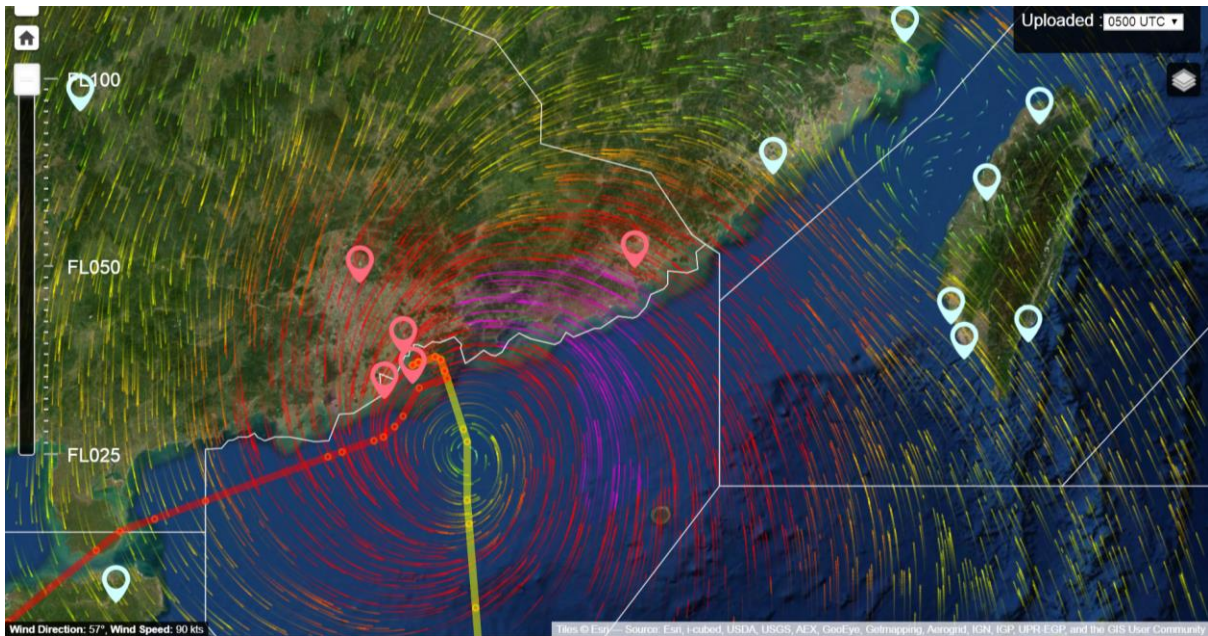 Uploaded : 0500 UTC
FL100
FL050
FL025
Wind Direction: 57°, Wind Speed: 90 kts
Tiles © Esri — Source: Esri, i-cubed, USDA, USGS, AEX, GeoEye, Getmapping, Aerogrid, IGN, IGP, UPR-EGP, and the GIS User Community